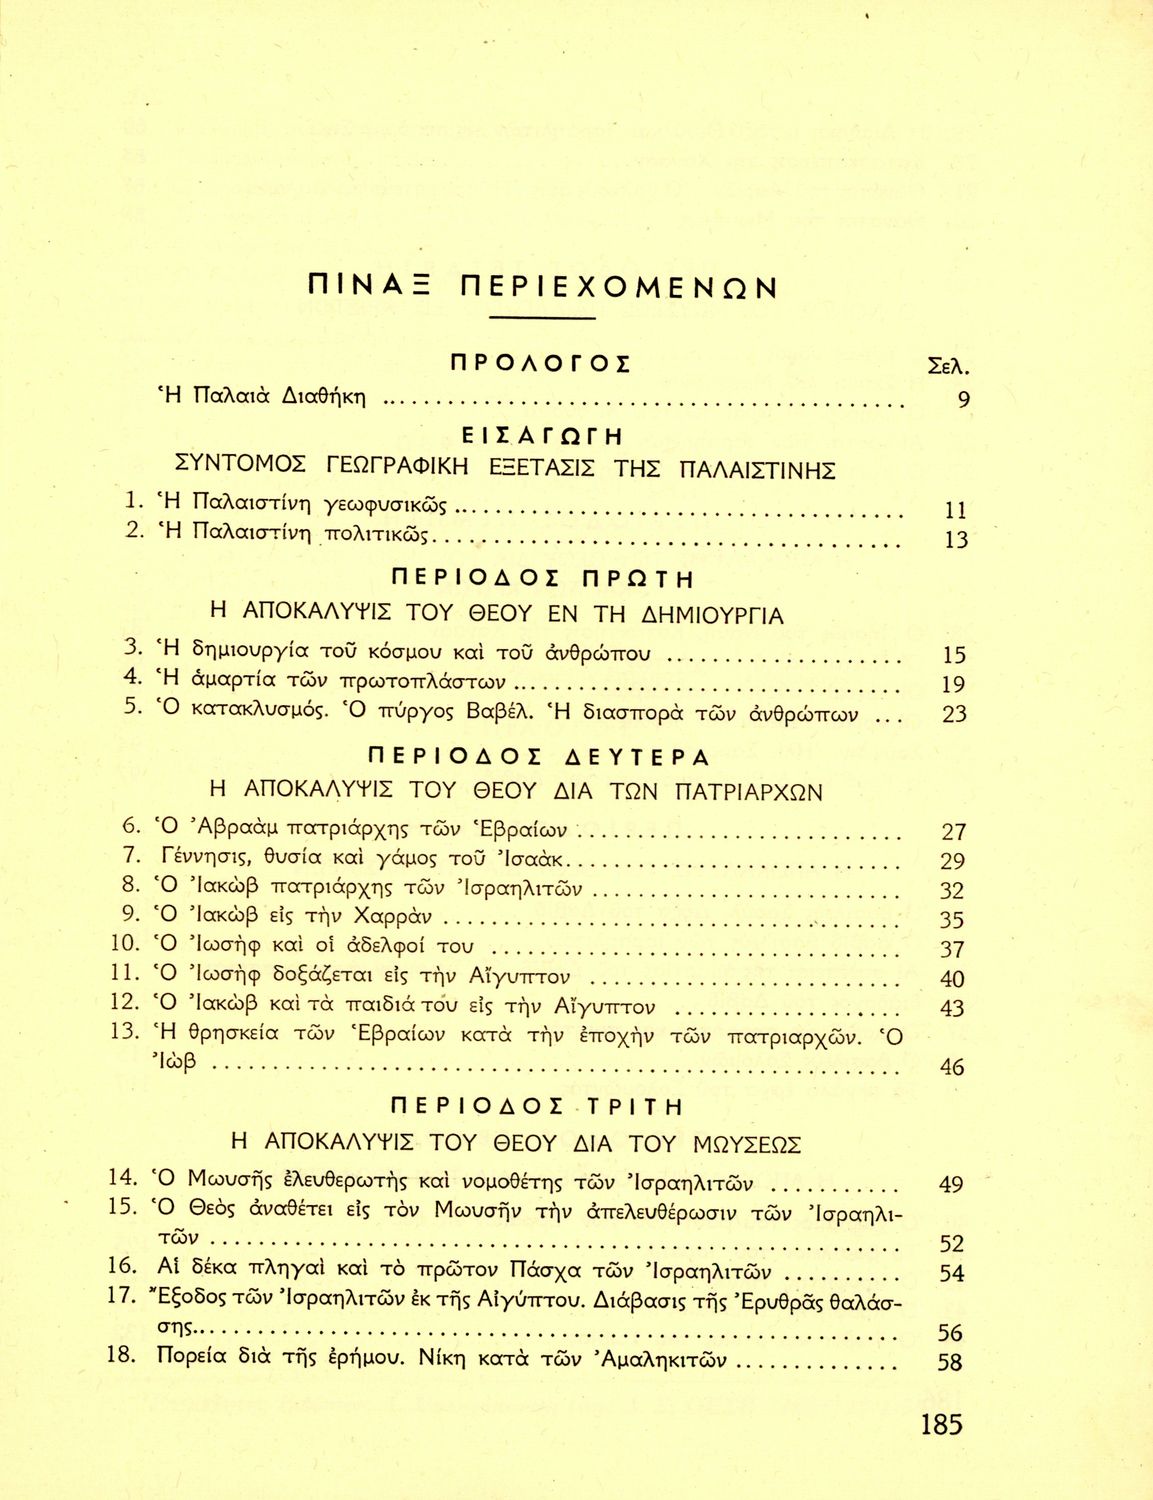 ΠΙΝΑΞ ΠΕΡΙΕΧΟΜΕΝΩΝ
ΠΡΟΛΟΓΟΣ
Σελ.
Ἡ Παλαιὰ Διαθήκη ............................................ 9
ΕΙΣΑΓΩΓΗ
ΣΥΝΤΟΜΟΣ ΓΕΩΓΡΑΦΙΚΗ ΕΞΕΤΑΣΙΣ ΤΗΣ ΠΑΛΑΙΣΤΙΝΗΣ
1. Ἡ Παλαιστίνη γεωφυσικῶς ...................................... 11
2. Ἡ Παλαιστίνη πολιτικῶς....................................... 13
ΠΕΡΙΟΔΟΣ ΠΡΩΤΗ
Η ΑΠΟΚΑΛΥΨΙΣ ΤΟΥ ΘΕΟΥ ΕΝ ΤΗ ΔΗΜΙΟΥΡΓΙΑ
3. Ἡ δημιουργία τοῦ κόσμου καὶ τοῦ ἀνθρώπου .................... 15
4. Ἡ ἁμαρτία τῶν πρωτοπλάστων ................................. 19
5. Ὁ κατακλυσμός. Ὁ πύργος Βαβέλ. Ἡ διασπορὰ τῶν ἀνθρώπων ... 23
ΠΕΡΙΟΔΟΣ ΔΕΥΤΕΡΑ
Η ΑΠΟΚΑΛΥΨΙΣ ΤΟΥ ΘΕΟΥ ΔΙΑ ΤΩΝ ΠΑΤΡΙΑΡΧΩΝ
6. Ὁ Ἀβραὰμ πατριάρχης τῶν Ἑβραίων ........................... 27
7. Γέννησις, θυσία καὶ γάμος τοῦ Ἰσαὰκ............................ 29
8. Ὁ Ἰακὼβ πατριάρχης τῶν Ἰσραηλιτῶν .......................... 32
9. Ὁ Ἰακὼβ εἰς τὴν Χαρρὰν ...................................... 35
10. Ὁ Ἰωσὴφ καὶ οἱ ἀδελφοί του .................................. 37
11. Ὁ Ἰωσὴφ δοξάζεται εἰς τὴν Αἴγυπτον .......................... 40
12. Ὁ Ἰακὼβ καὶ τὰ παιδιά του εἰς τὴν Αἴγυπτον ................... 43
13. Ἡ θρησκεία τῶν Ἑβραίων κατὰ τὴν ἐποχὴν τῶν πατριαρχῶν. Ὁ
Ἰὼβ ......................................................... 46
ΠΕΡΙΟΔΟΣ ΤΡΙΤΗ
Η ΑΠΟΚΑΛΥΨΙΣ ΤΟΥ ΘΕΟΥ ΔΙΑ ΤΟΥ ΜΩΥΣΕΩΣ
14. Ὁ Μωυσῆς ἐλευθερωτὴς καὶ νομοθέτης τῶν Ἰσραηλιτῶν ........... 49
15. Ὁ Θεὸς ἀναθέτει εἰς τὸν Μωυσῆν τὴν ἀπελευθέρωσιν τῶν Ἰσραηλι-
τῶν ......................................................... 52
16. Αἱ δέκα πληγαὶ καὶ τὸ πρῶτον Πάσχα τῶν Ἰσραηλιτῶν .......... 54
17. Ἔξοδος τῶν Ἰσραηλιτῶν ἐκ τῆς Αἰγύπτου. Διάβασις τῆς Ἐρυθρᾶς θαλάσ-
σης.......................................................... 56
18. Πορεία διὰ τῆς ἐρήμου. Νίκη κατὰ τῶν Ἀμαληκιτῶν .............. 58
185